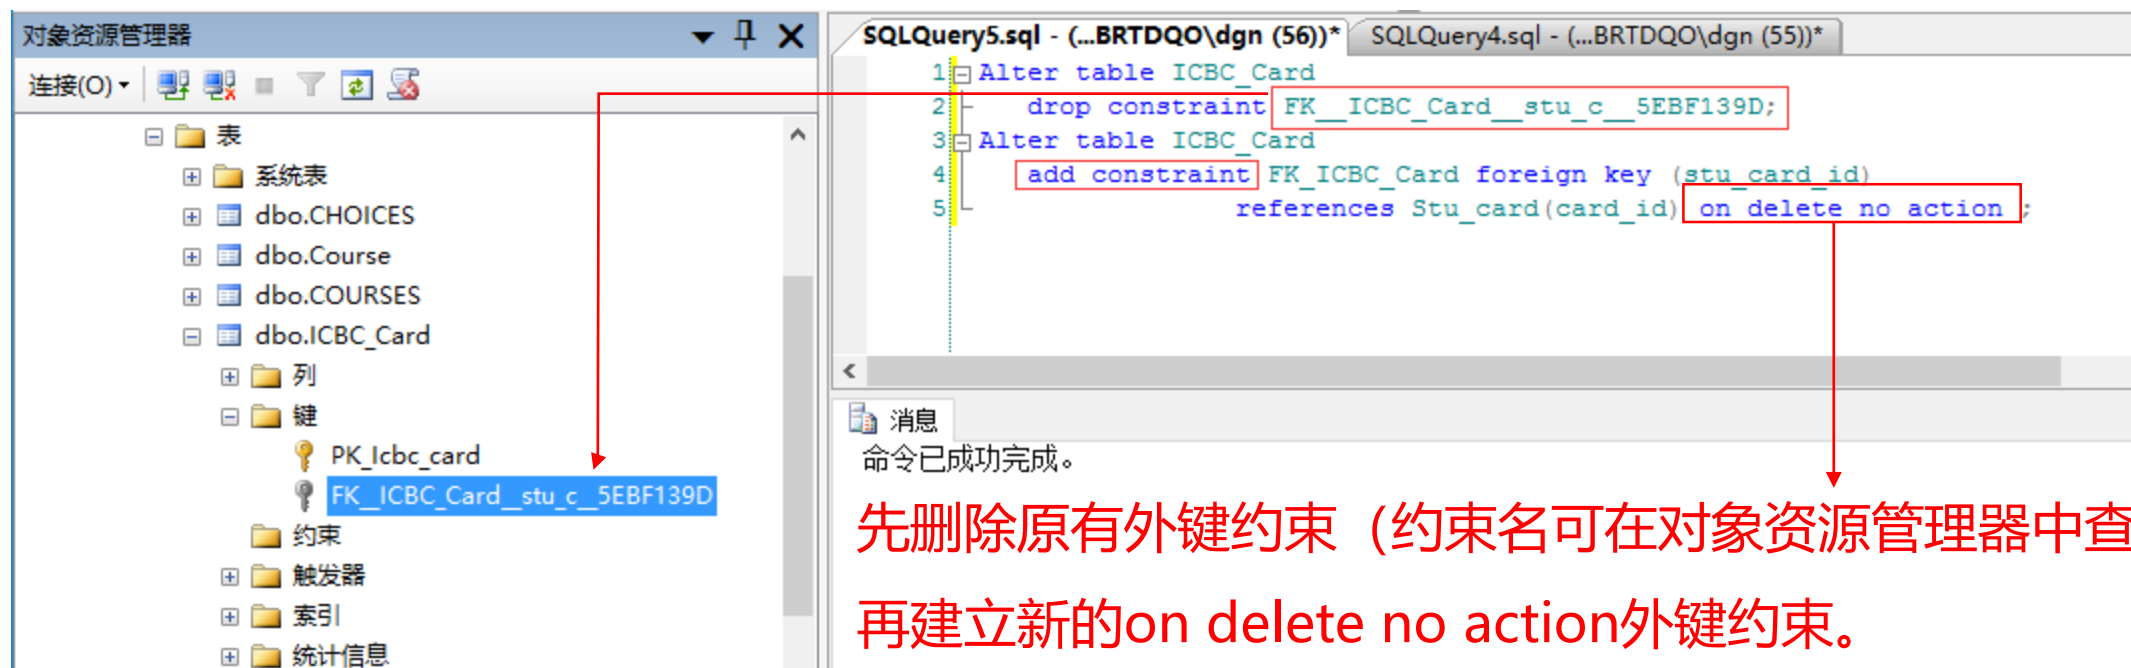 对象资源管理器
连接(O)
表
系统表
dbo.CHOICES
dbo.Course
dbo.COURSES
dbo.ICBC_Card
列
键
PK_Icbc_card
FK__ICBC_Card__stu_c__5EBF139D
约束
触发器
索引
统计信息
SQLQuery5.sql - (...BRTDQO\dgn (56))* SQLQuery4.sql - (...BRTDQO\dgn (55))*
1 Alter table ICBC_Card
2 drop constraint FK__ICBC_Card__stu_c__5EBF139D;
3 Alter table ICBC_Card
4 add constraint FK_ICBC_Card foreign key (stu_card_id)
5 references Stu_card(card_id) on delete no action ;
消息
命令已成功完成。
先删除原有外键约束（约束名可在对象资源管理器中查
再建立新的on delete no action外键约束。